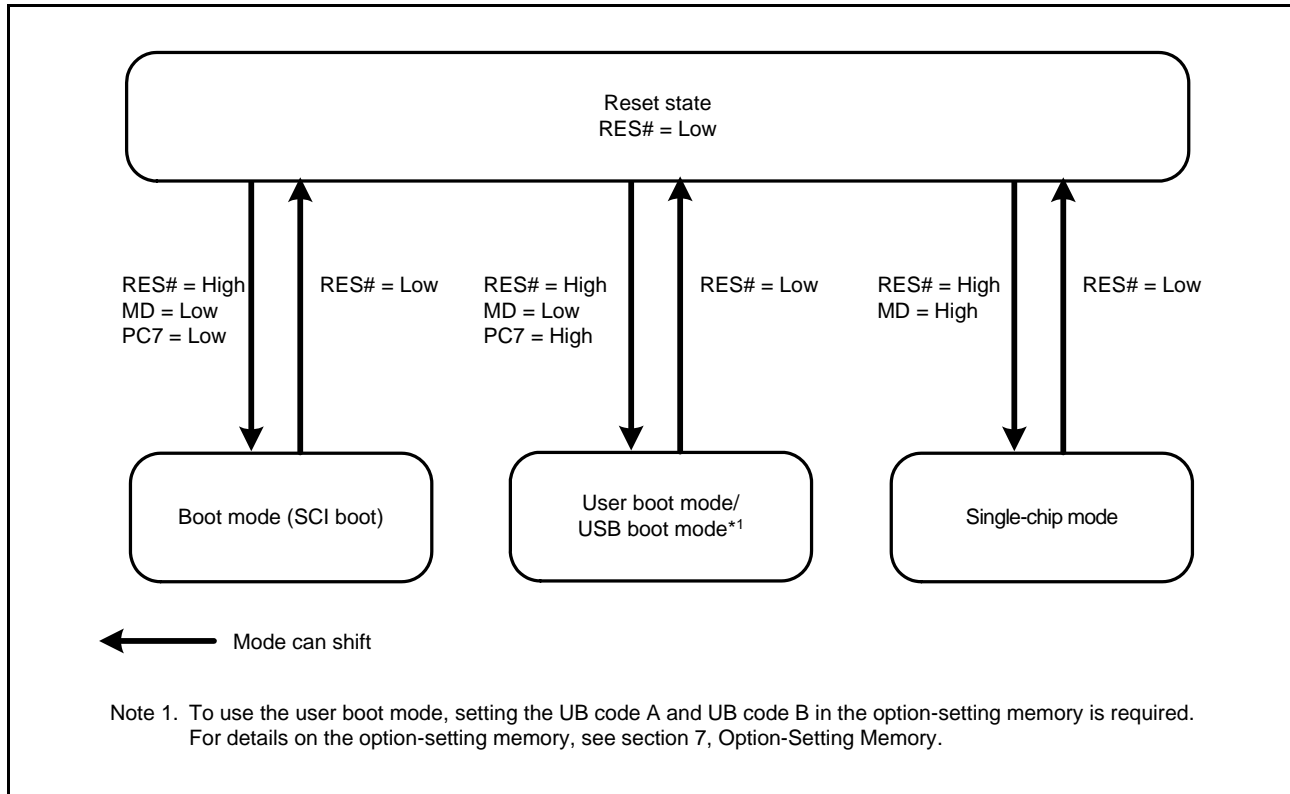 Reset state
RES# = Low
RES# = High
MD = Low
PC7 = Low
RES# = Low
RES# = High
MD = Low
PC7 = High
RES# = Low
RES# = High
MD = High
RES# = Low
Boot mode (SCI boot)
User boot mode/
USB boot mode*1
Single-chip mode
Mode can shift
Note 1. To use the user boot mode, setting the UB code A and UB code B in the option-setting memory is required.
For details on the option-setting memory, see section 7, Option-Setting Memory.